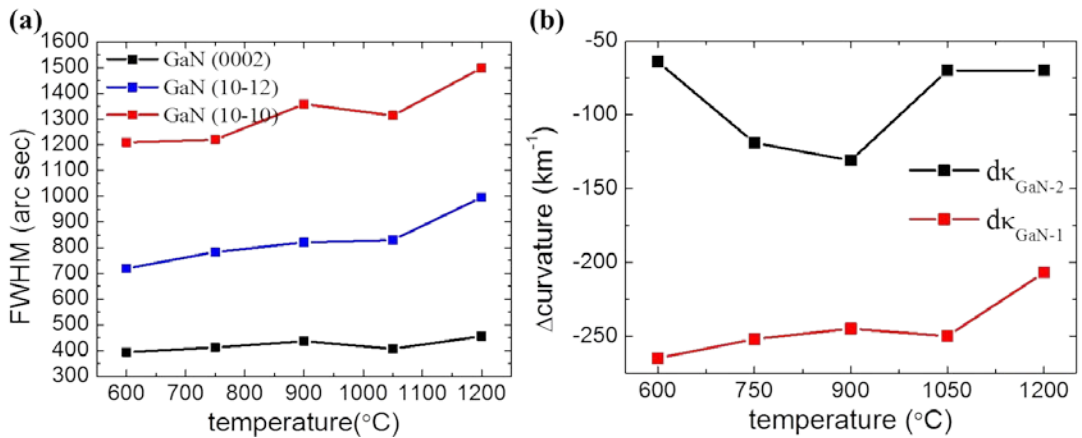 (a)
1600
1500
1400
1300
1200
1100
1000
900
800
700
600
500
400
300
FWHM (arc sec)
GaN (0002)
GaN (10-12)
GaN (10-10)
600 700 800 900 1000 1100 1200
temperature(°C)
(b)
-50
-100
-150
-200
-250
Δcurvature (km⁻¹)
dκGaN-2
dκGaN-1
600 750 900 1050 1200
temperature (°C)